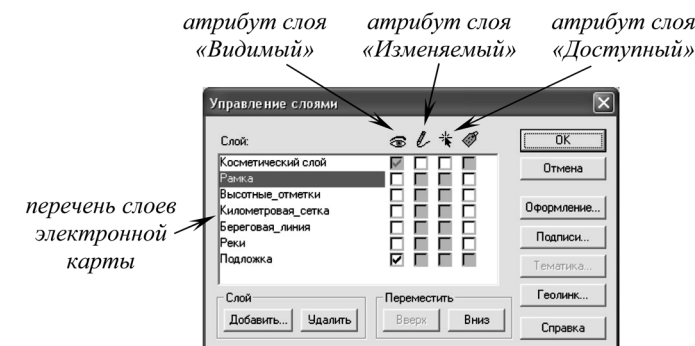 атрибут слоя атрибут слоя атрибут слоя
«Видимый» «Изменяемый» «Доступный»
Управление слоями
Слой: OK
Косметический слой
Рамка Отмена
Высотные_отметки
Километровая_сетка Оформление...
Береговая_линия
Реки Подписи...
Подложка
Тематика...
перечень слоев
электронной
карты
Слой Переместить Геолинк...
Добавить... Удалить Вверх Вниз Справка